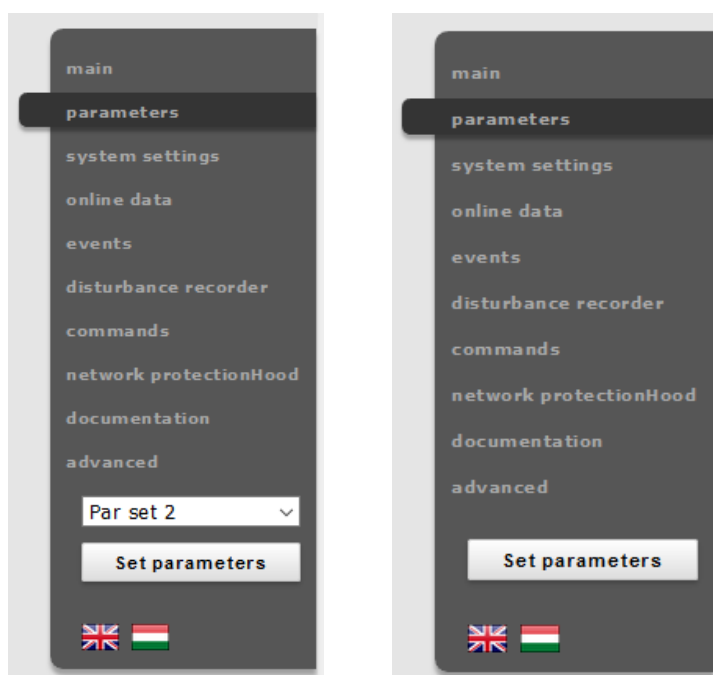 main
parameters
system settings
online data
events
disturbance recorder
commands
network protectionHood
documentation
advanced
Par set 2
Set parameters
main
parameters
system settings
online data
events
disturbance recorder
commands
network protectionHood
documentation
advanced
Set parameters